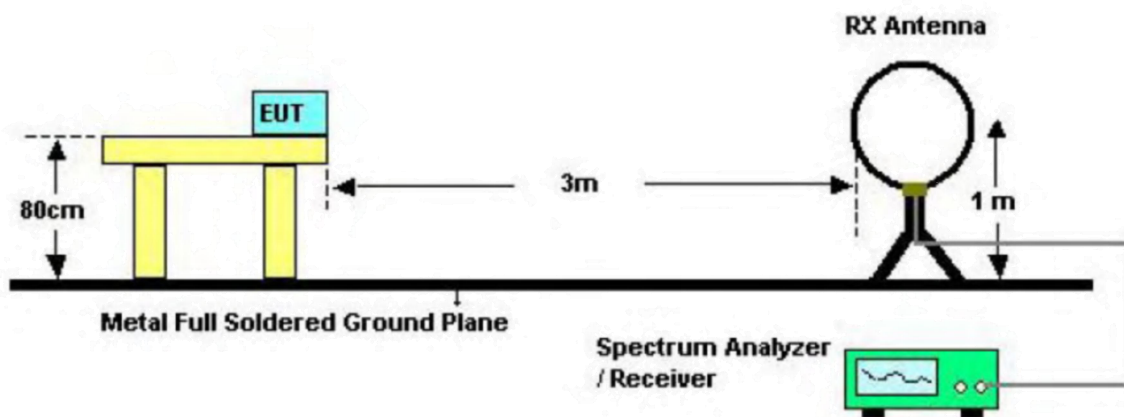 RX Antenna
EUT
80cm
3m
1 m
Metal Full Soldered Ground Plane
Spectrum Analyzer
/ Receiver